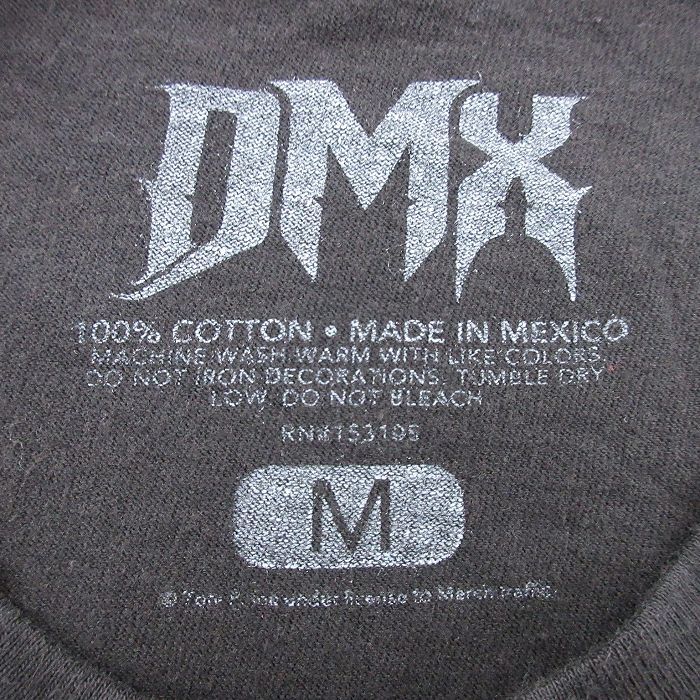 DMX
100% COTTON • MADE IN MEXICO
MACHINE WASH WARM WITH LIKE COLORS.
DO NOT IRON DECORATIONS. TUMBLE DRY
LOW. DO NOT BLEACH
RN#153195
M
© Inc under license to Merch traffic.